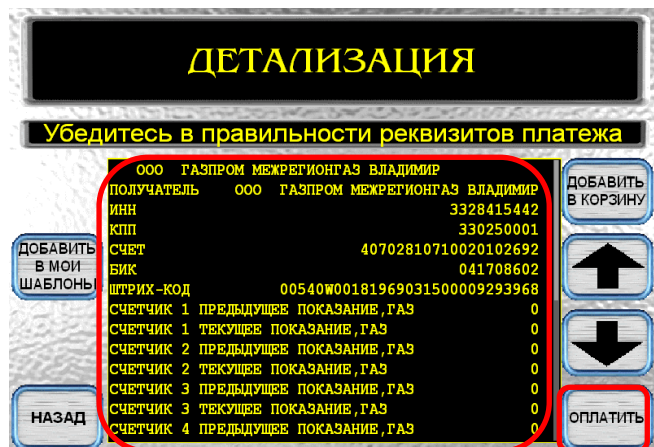 ДЕТАЛИЗАЦИЯ
Убедитесь в правильности реквизитов платежа
ООО ГАЗПРОМ МЕЖРЕГИОНГАЗ ВЛАДИМИР
ПОЛУЧАТЕЛЬ ООО ГАЗПРОМ МЕЖРЕГИОНГАЗ ВЛАДИМИР
ИНН 3328415442
КПП 330250001
СЧЕТ 40702810710020102692
БИК 041708602
ШТРИХ-КОД 00540W00181969031500009293968
СЧЕТЧИК 1 ПРЕДЫДУЩЕЕ ПОКАЗАНИЕ,ГАЗ 0
СЧЕТЧИК 1 ТЕКУЩЕЕ ПОКАЗАНИЕ,ГАЗ 0
СЧЕТЧИК 2 ПРЕДЫДУЩЕЕ ПОКАЗАНИЕ,ГАЗ 0
СЧЕТЧИК 2 ТЕКУЩЕЕ ПОКАЗАНИЕ,ГАЗ 0
СЧЕТЧИК 3 ПРЕДЫДУЩЕЕ ПОКАЗАНИЕ,ГАЗ 0
СЧЕТЧИК 3 ТЕКУЩЕЕ ПОКАЗАНИЕ,ГАЗ 0
СЧЕТЧИК 4 ПРЕДЫДУЩЕЕ ПОКАЗАНИЕ,ГАЗ 0
ДОБАВИТЬ
В МОИ
ШАБЛОНЫ
НАЗАД
ДОБАВИТЬ
В КОРЗИНУ
ОПЛАТИТЬ